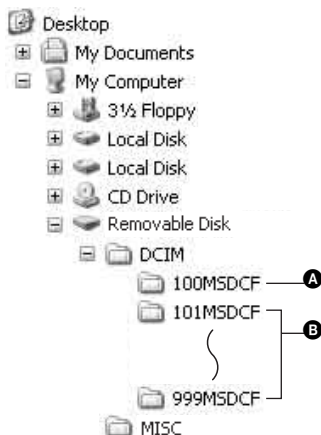 Desktop
My Documents
My Computer
3½ Floppy
Local Disk
Local Disk
CD Drive
Removable Disk
DCIM
100MSDCF A
101MSDCF
B
999MSDCF
MISC